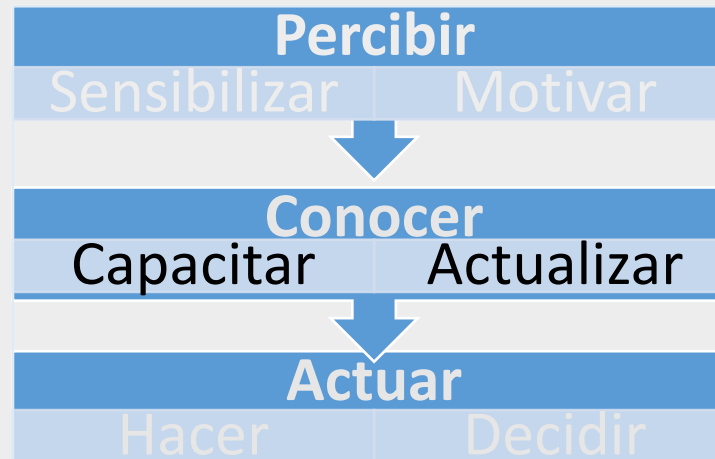 Percibir
Sensibilizar Motivar
Conocer
Capacitar Actualizar
Actuar
Hacer Decidir